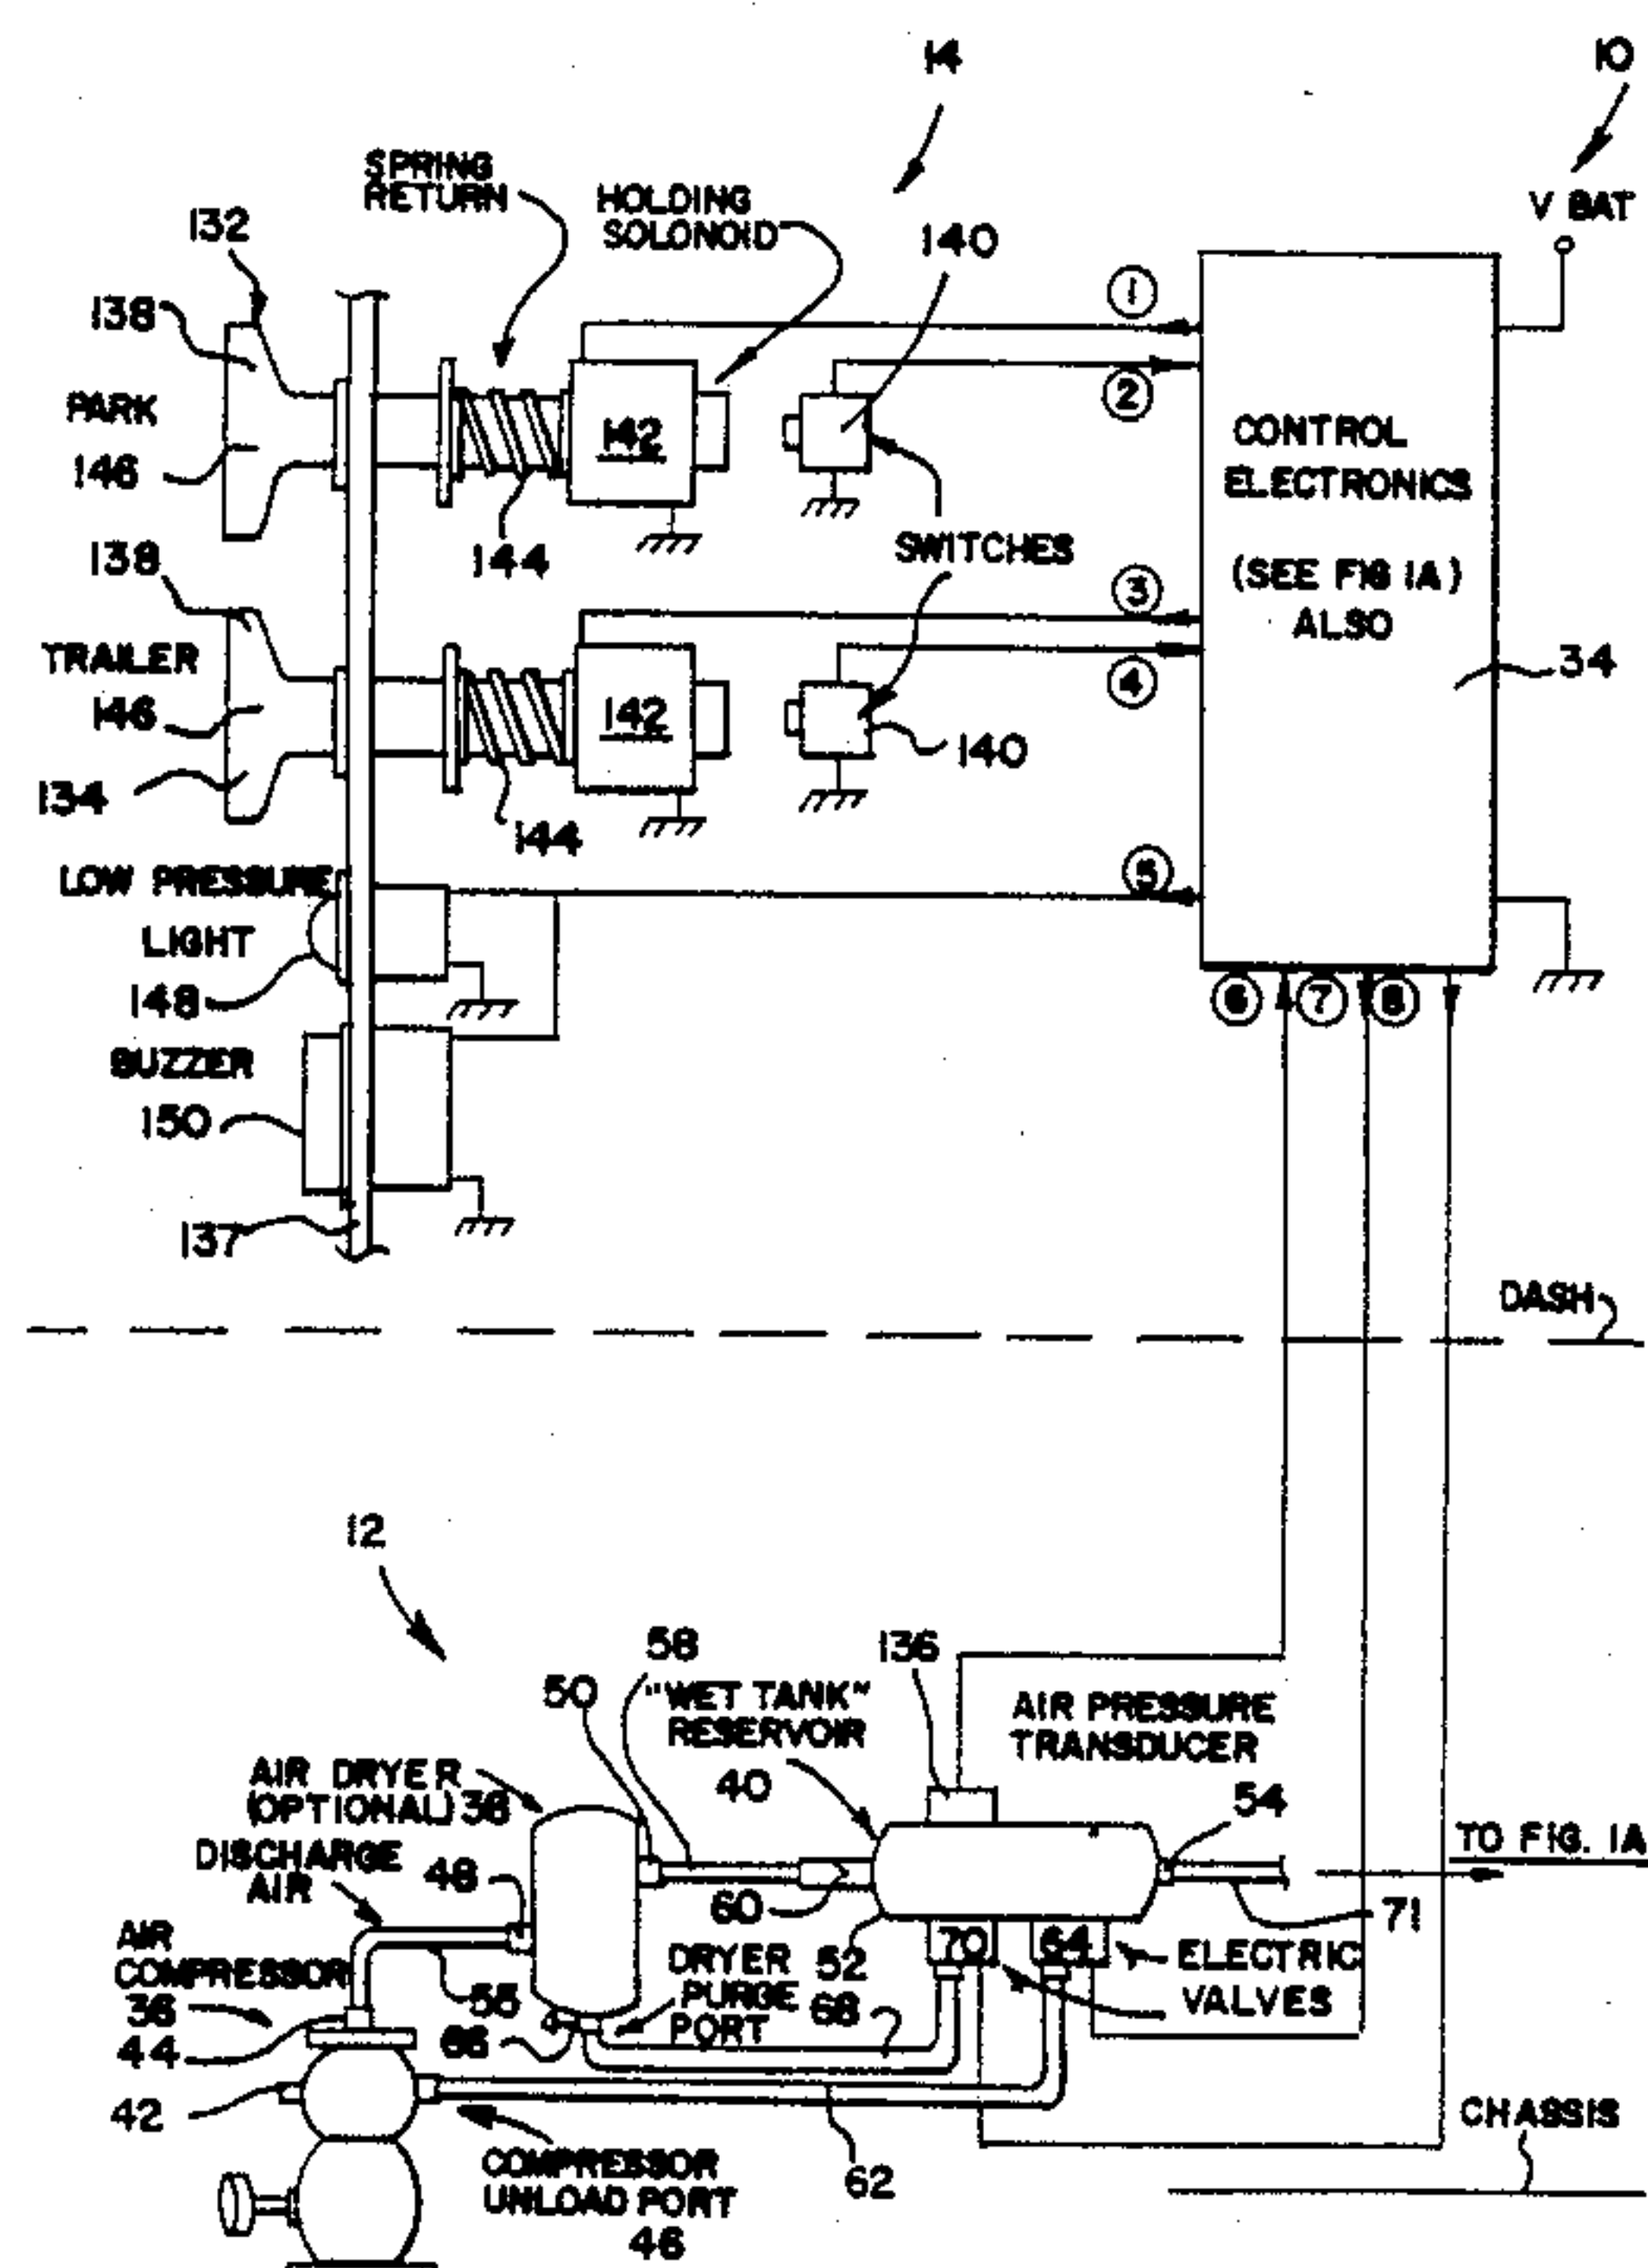 14
10
SPRING
RETURN
HOLDING
SOLONOID
V BAT
132
140
138
①
PARK
②
146
142
CONTROL
ELECTRONICS
144
SWITCHES
(SEE FIG 1A)
ALSO
138
③
TRAILER
34
④
146
142
140
134
144
LOW PRESSURE
⑤
LIGHT
148
⑥ ⑦ ⑧
BUZZER
150
137
DASH
12
58
136
50
"WET TANK"
RESERVOIR
40
AIR PRESSURE
TRANSDUCER
AIR DRYER
(OPTIONAL) 38
54
TO FIG. 1A
DISCHARGE
AIR
48
60
71
AIR
COMPRESSOR
36
DRYER
PURGE
PORT
52
70
64
ELECTRIC
VALVES
56
68
44
66
42
CHASSIS
COMPRESSOR
UNLOAD PORT
46
62